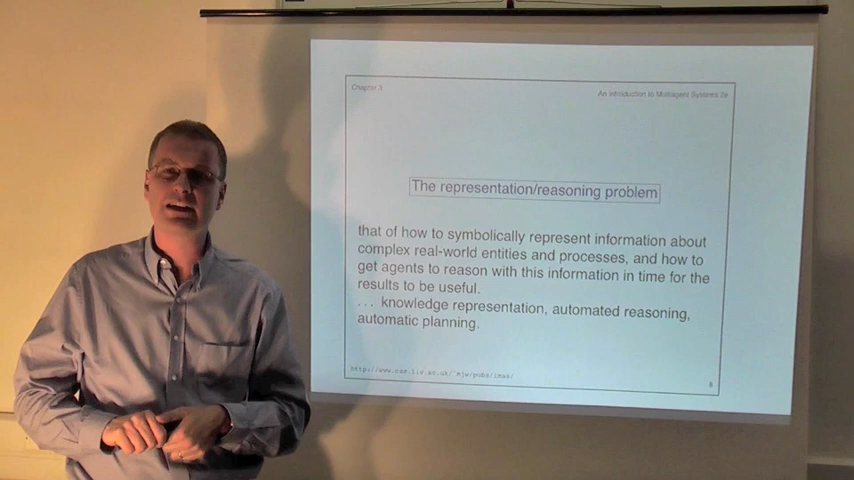 Chapter 3
An Introduction to Multiagent Systems 2e
The representation/reasoning problem
that of how to symbolically represent information about
complex real-world entities and processes, and how to
get agents to reason with this information in time for the
results to be useful.
... knowledge representation, automated reasoning,
automatic planning.
http://www.csc.liv.ac.uk/~mjw/pubs/imas/